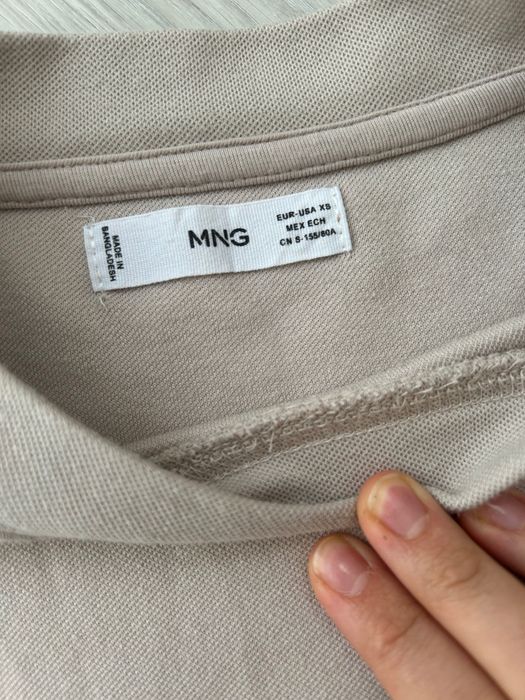 MADE IN
BANGLADESH
MNG
EUR-USA XS
MEX ECH
CN S-155/80A